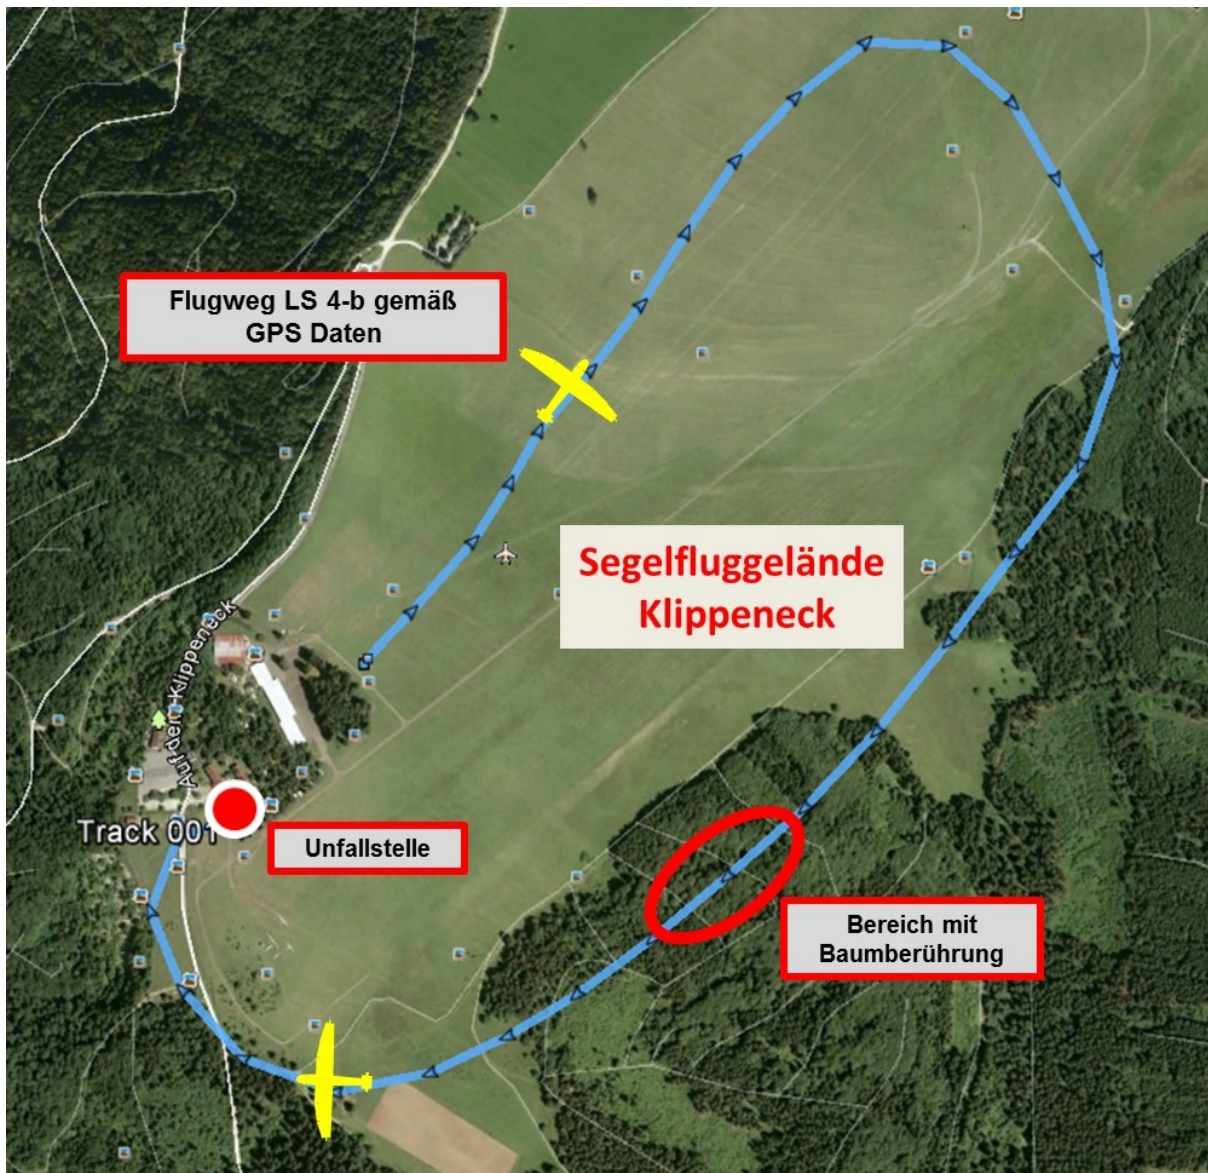 Flugweg LS 4-b gemäß
GPS Daten
Segelfluggelände
Klippeneck
Auf dem Klippeneck
Track 001
Unfallstelle
Bereich mit
Baumberührung